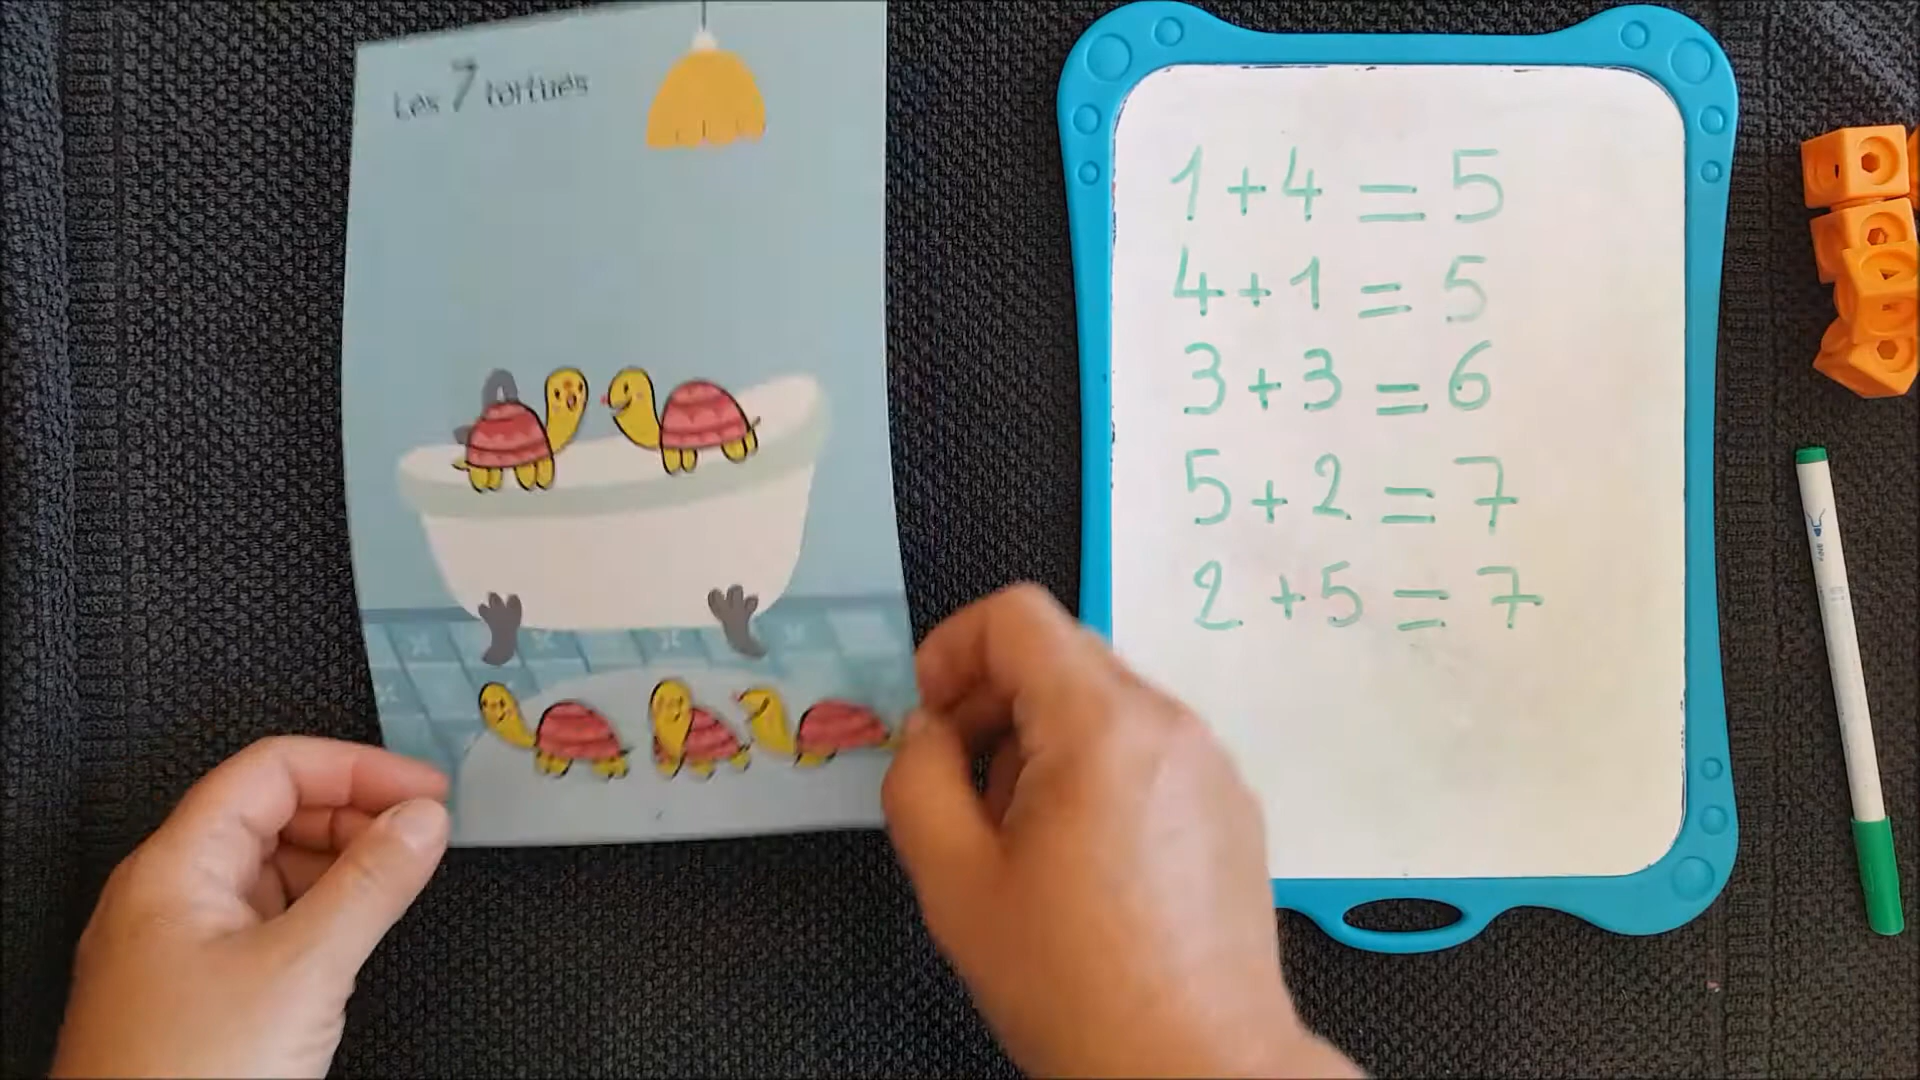 Les 7 tortues
1 + 4 = 5
4 + 1 = 5
3 + 3 = 6
5 + 2 = 7
2 + 5 = 7